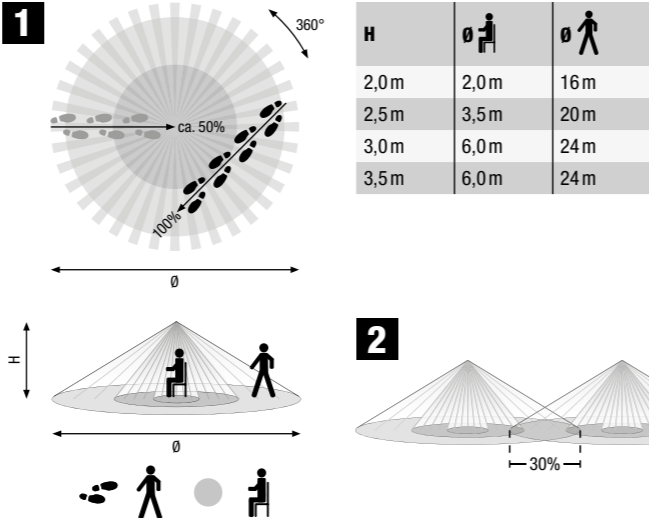 1
360°
ca. 50%
100%
Ø
H
Ø
H Ø Ø
2,0 m 2,0 m 16 m
2,5 m 3,5 m 20 m
3,0 m 6,0 m 24 m
3,5 m 6,0 m 24 m
2
30%